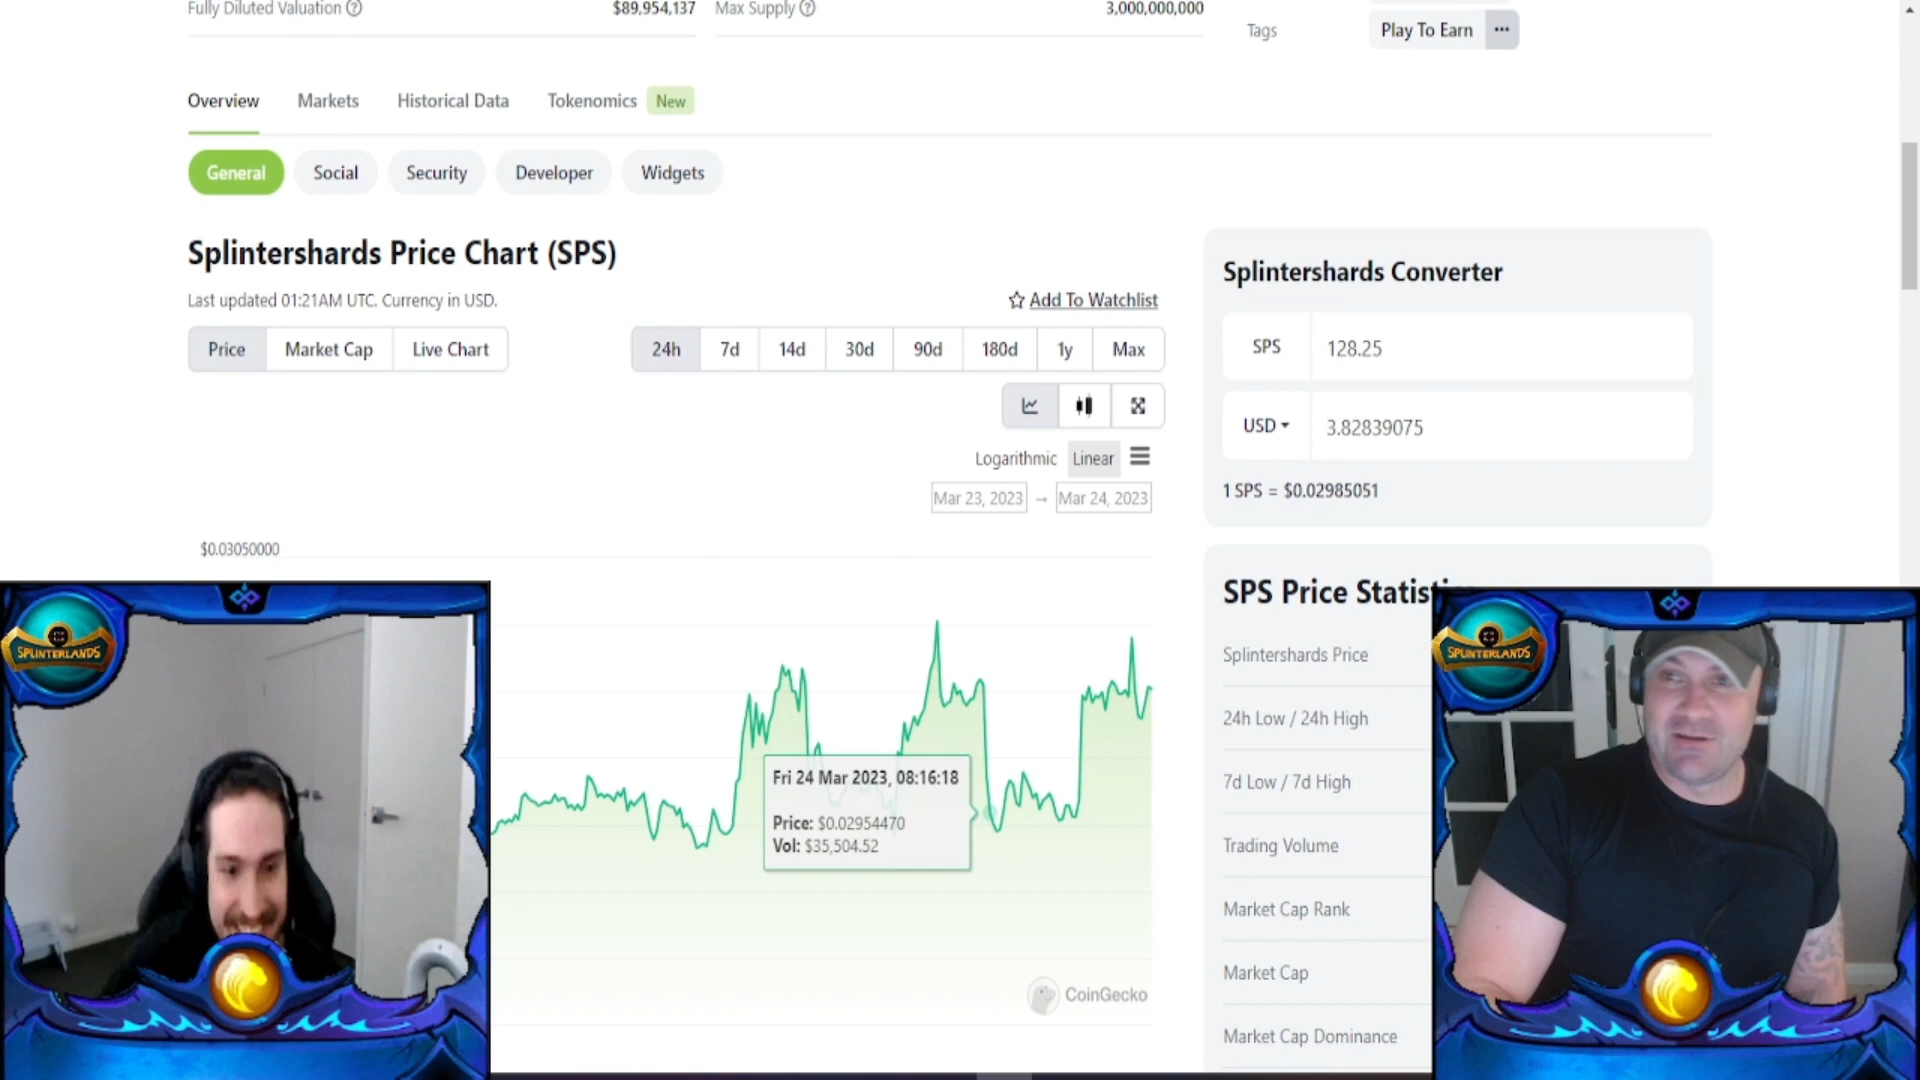 Fully Diluted Valuation ?
$89,954,137
Max Supply ?
3,000,000,000
Tags
Play To Earn
Overview
Markets
Historical Data
Tokenomics
New
General
Social
Security
Developer
Widgets
Splintershards Price Chart (SPS)
Last updated 01:21AM UTC. Currency in USD.
Add To Watchlist
Price
Market Cap
Live Chart
24h
7d
14d
30d
90d
180d
1y
Max
Logarithmic
Linear
Mar 23, 2023 → Mar 24, 2023
$0.03050000
Fri 24 Mar 2023, 08:16:18
Price: $0.02954470
Vol: $35,504.52
CoinGecko
Splintershards Converter
SPS
128.25
USD
3.82839075
1 SPS = $0.02985051
SPS Price
Splintershards Price
24h Low / 24h High
7d Low / 7d High
Trading Volume
Market Cap Rank
Market Cap
Market Cap Dominance
SPLINTERLANDS
SPLINTERLANDS